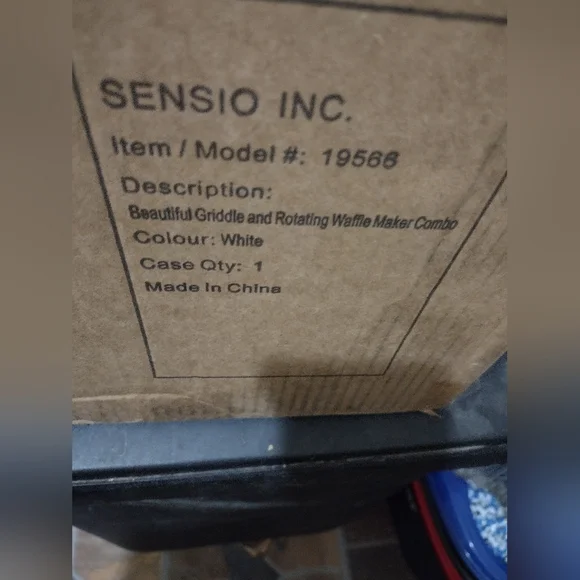 SENSIO INC.
Item / Model #: 19568
Description:
Beautiful Griddle and Rotating Waffle Maker Combo
Colour: White
Case Qty: 1
Made In China